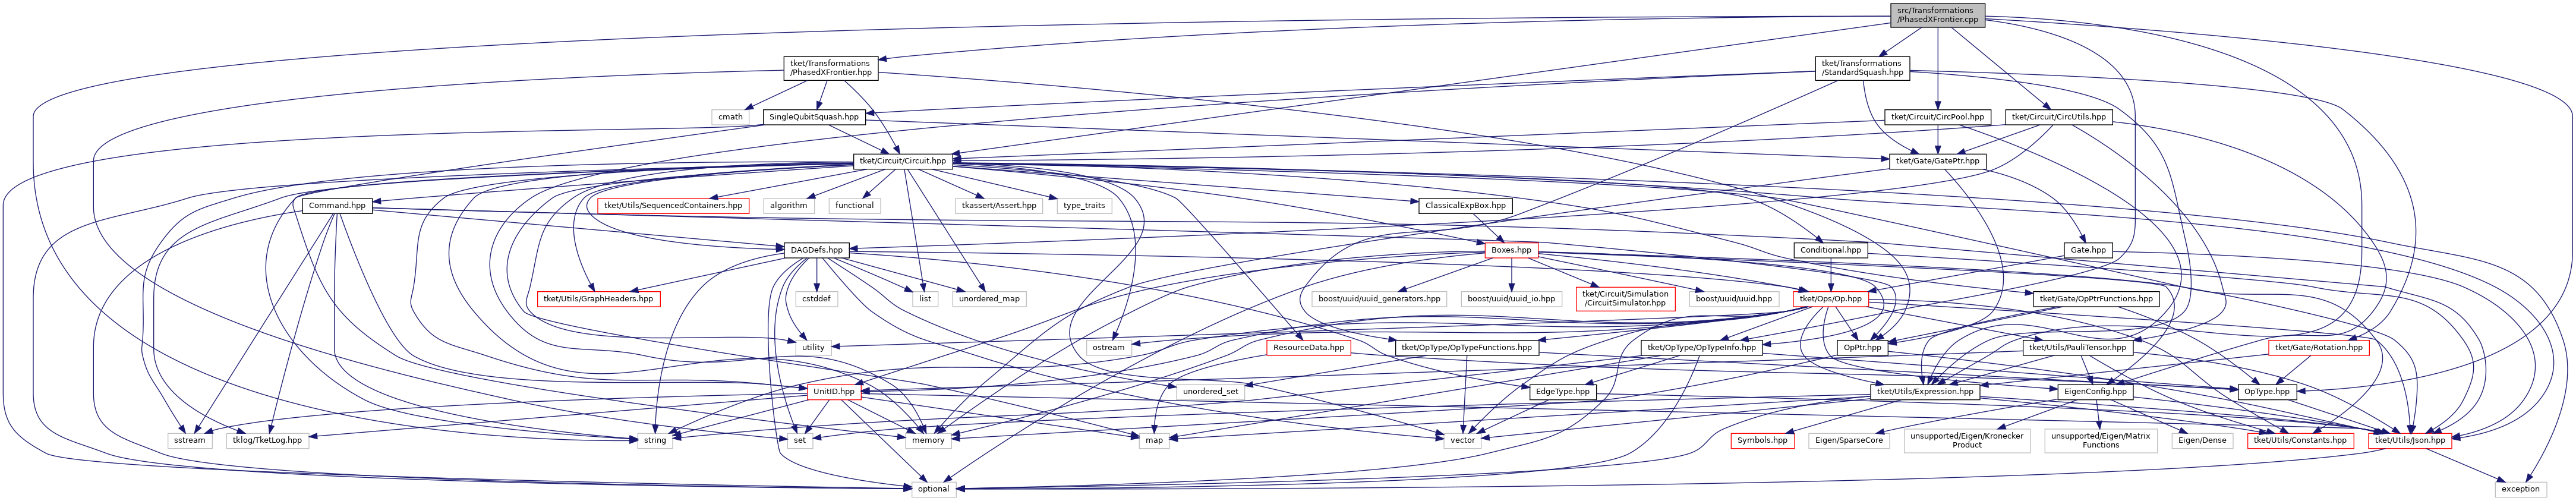 src/Transformations
/PhasedXFrontier.cpp
tket/Transformations
/PhasedXFrontier.hpp
tket/Transformations
/StandardSquash.hpp
cmath
SingleQubitSquash.hpp
tket/Circuit/CircPool.hpp
tket/Circuit/CircUtils.hpp
tket/Circuit/Circuit.hpp
tket/Gate/GatePtr.hpp
Command.hpp
tket/Utils/SequencedContainers.hpp
algorithm
functional
tkassert/Assert.hpp
type_traits
ClassicalExpBox.hpp
DAGDefs.hpp
Boxes.hpp
Conditional.hpp
Gate.hpp
tket/Utils/GraphHeaders.hpp
cstddef
list
unordered_map
boost/uuid/uuid_generators.hpp
boost/uuid/uuid_io.hpp
tket/Circuit/Simulation
/CircuitSimulator.hpp
boost/uuid/uuid.hpp
tket/Ops/Op.hpp
tket/Gate/OpPtrFunctions.hpp
utility
ostream
ResourceData.hpp
tket/OpType/OpTypeFunctions.hpp
tket/OpType/OpTypeInfo.hpp
OpPtr.hpp
tket/Utils/PauliTensor.hpp
tket/Gate/Rotation.hpp
UnitID.hpp
unordered_set
EdgeType.hpp
tket/Utils/Expression.hpp
EigenConfig.hpp
OpType.hpp
sstream
tklog/TketLog.hpp
string
set
memory
map
vector
Symbols.hpp
Eigen/SparseCore
unsupported/Eigen/Kronecker
Product
unsupported/Eigen/Matrix
Functions
Eigen/Dense
tket/Utils/Constants.hpp
tket/Utils/Json.hpp
optional
exception